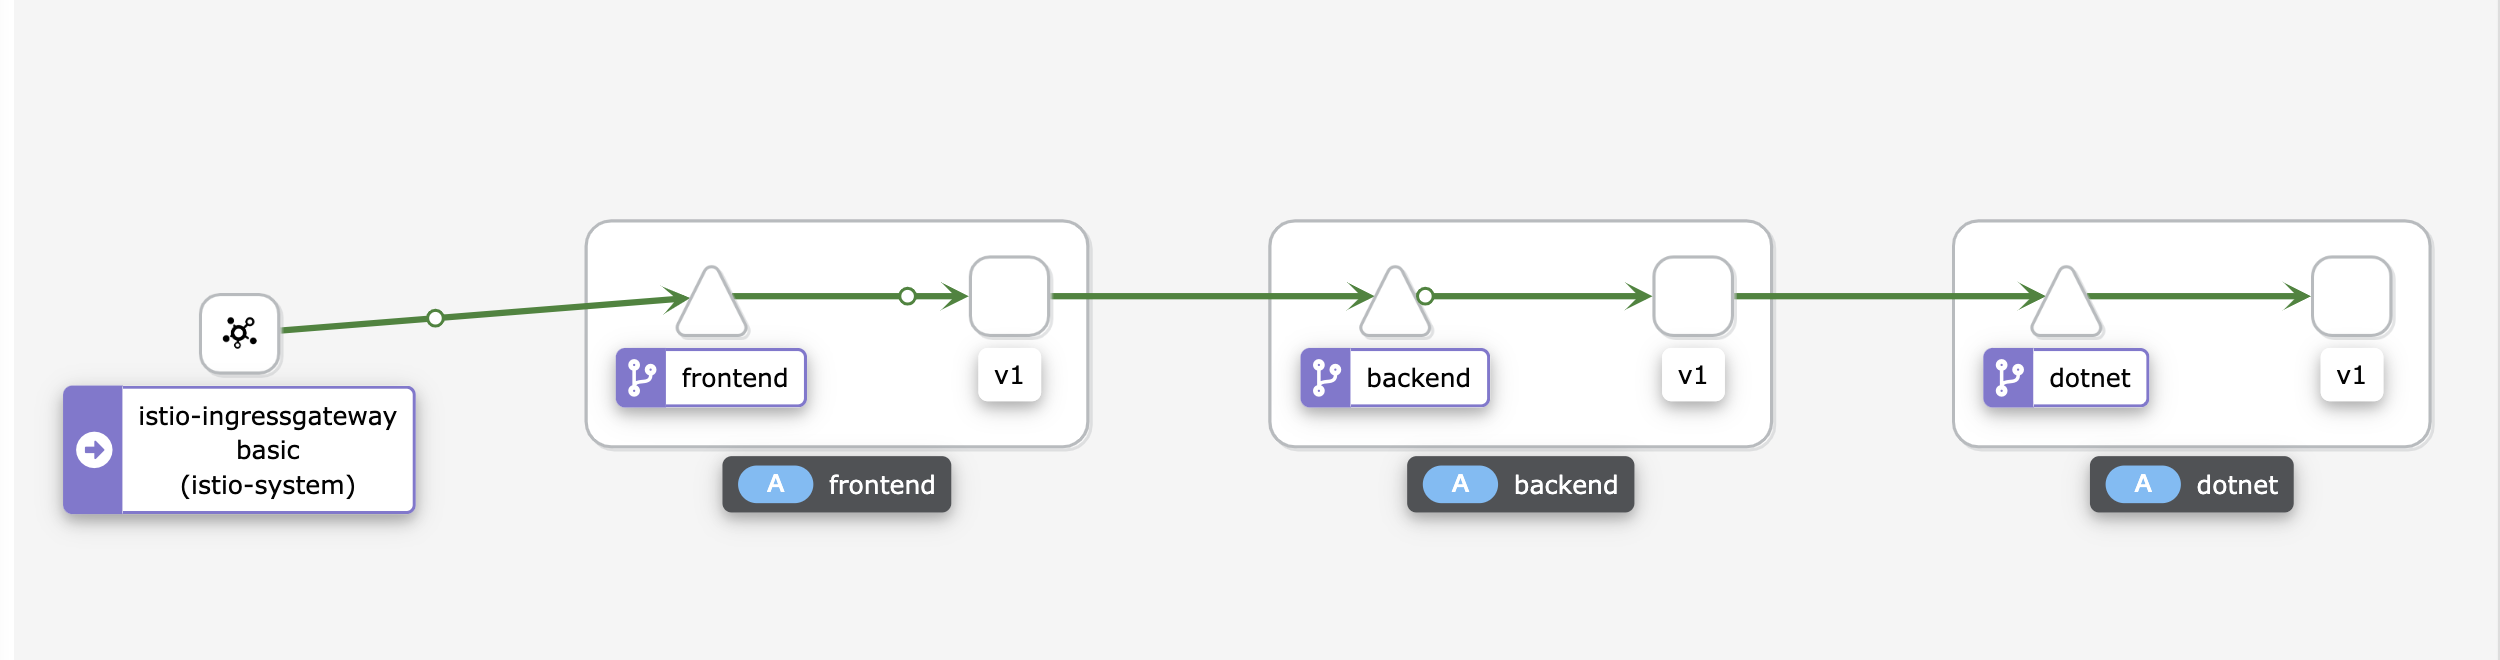 istio-ingressgateway
basic
(istio-system)
frontend
v1
A frontend
backend
v1
A backend
dotnet
v1
A dotnet